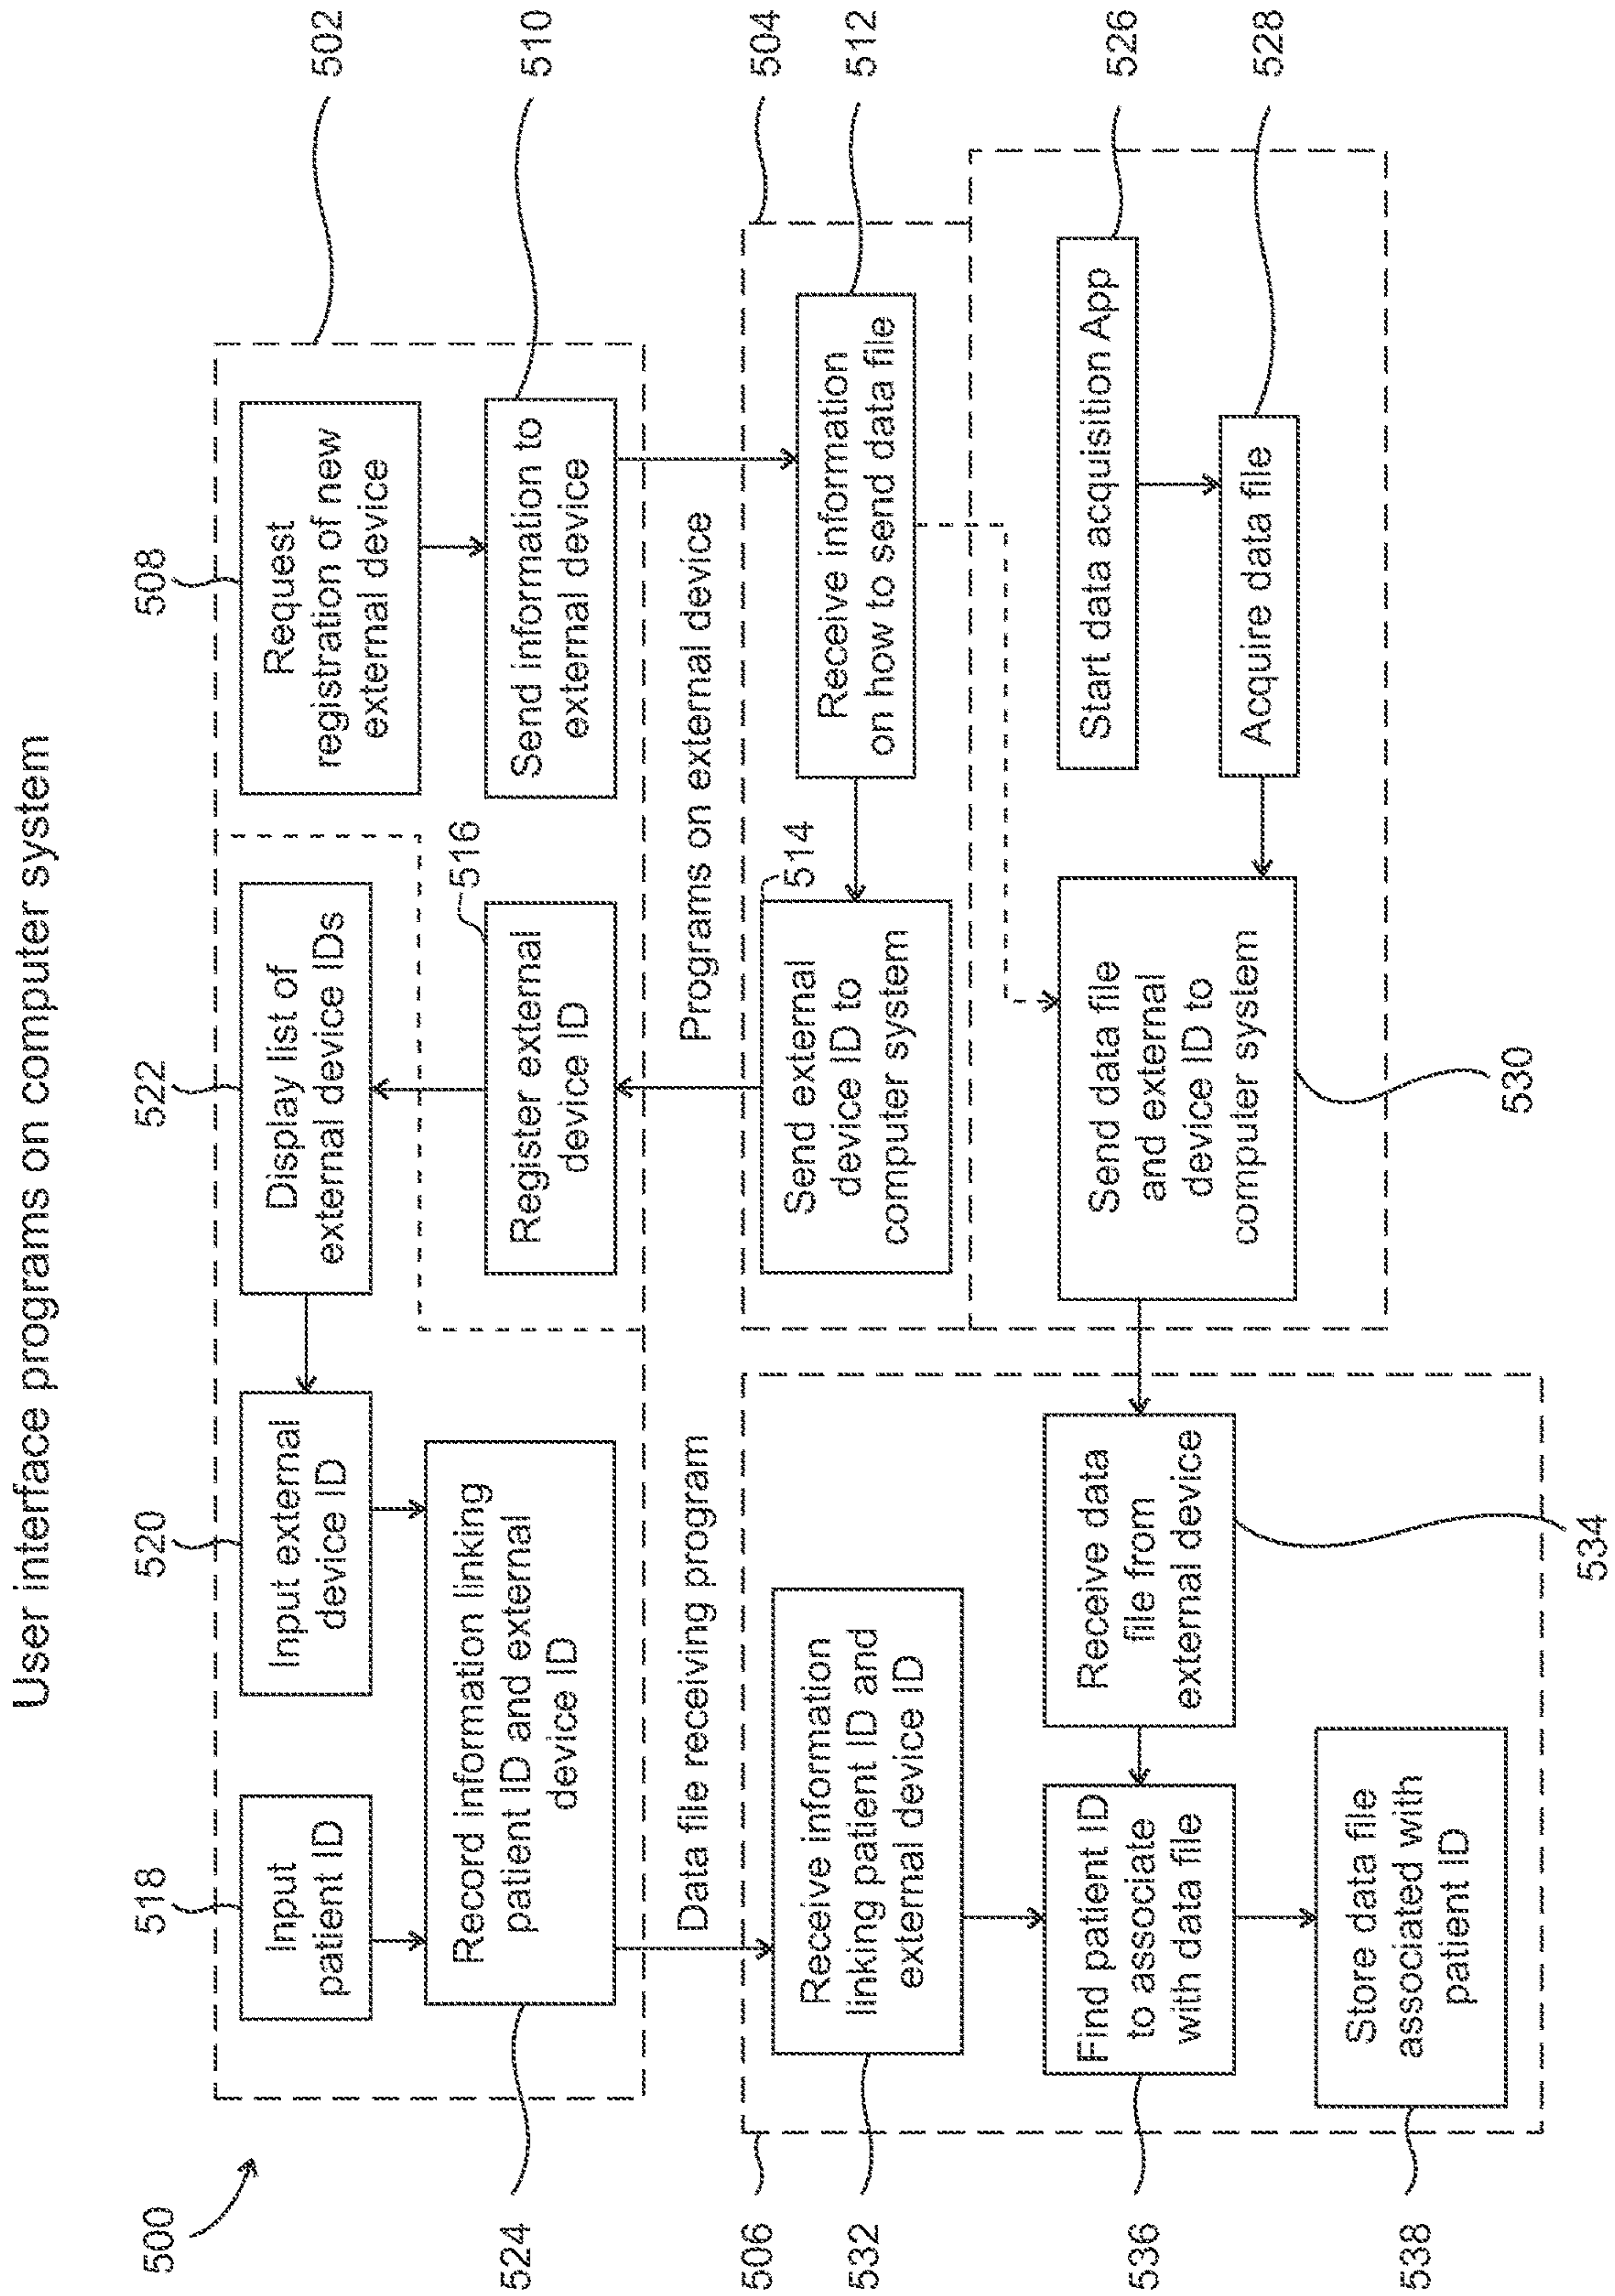 User interface programs on computer system
500
518
520
522
508
502
Input
patient ID
Input external
device ID
Display list of
external device IDs
Request
registration of new
external device
524
Record information linking
patient ID and external
device ID
516
Register external
device ID
Send information to
external device
510
Data file receiving program
Programs on external device
506
504
532
Receive information
linking patient ID and
external device ID
514
Send external
device ID to
computer system
Receive information
on how to send data file
512
536
Find patient ID
to associate
with data file
Receive data
file from
external device
534
Send data file
and external
device ID to
computer system
530
Start data acquisition App
526
Acquire data file
528
538
Store data file
associated with
patient ID